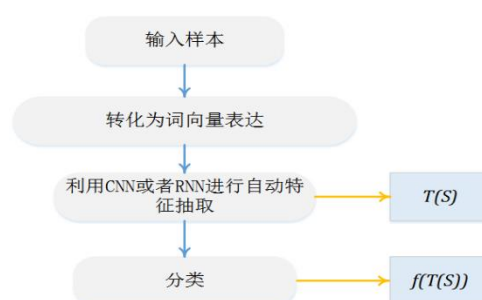 输入样本
转化为词向量表达
利用CNN或者RNN进行自动特
征抽取
T(S)
分类
f(T(S))